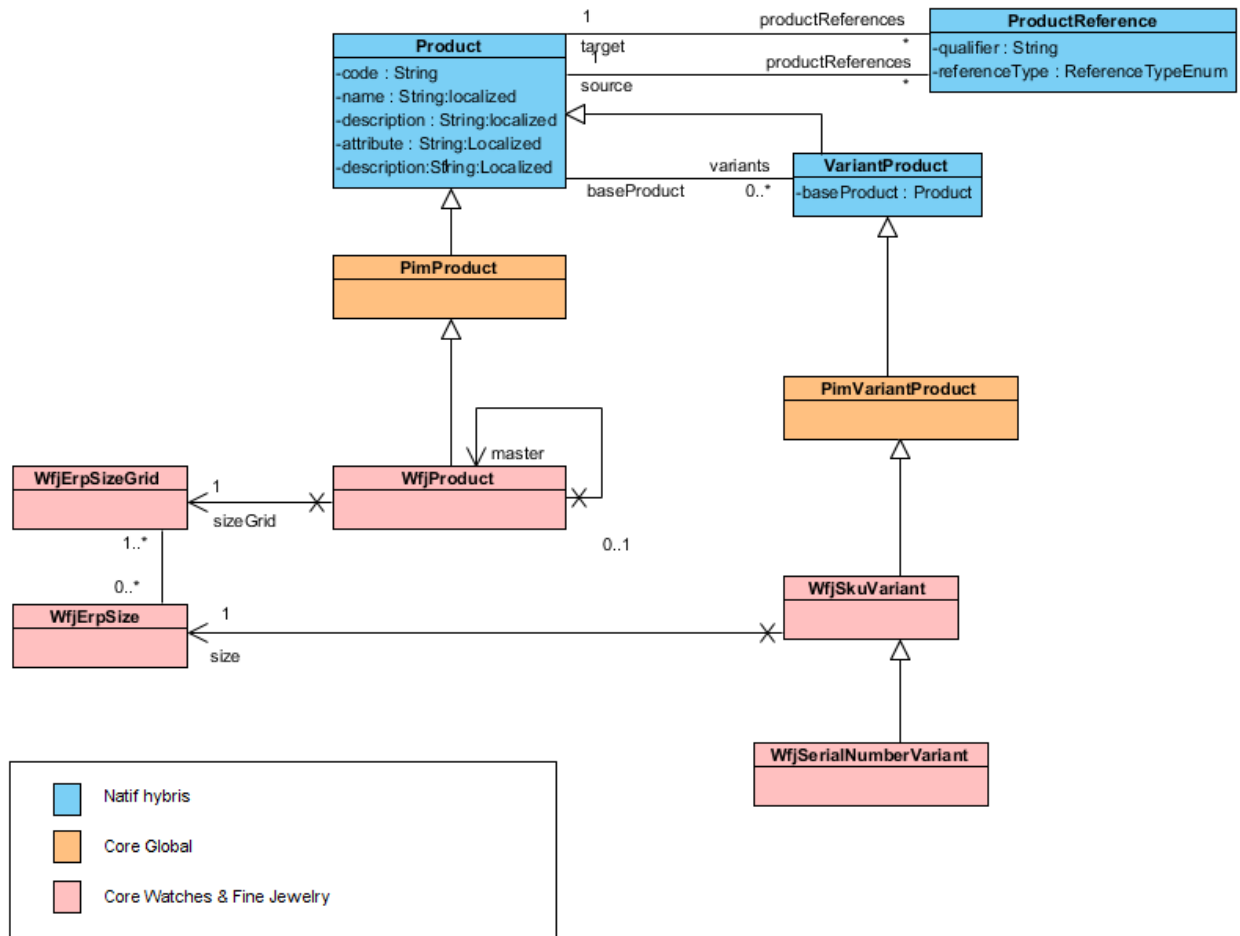 1
productReferences
ProductReference
Product
target
*
-qualifier : String
1
productReferences
-code : String
-referenceType : ReferenceTypeEnum
source
*
-name : String:localized
-description : String:localized
-attribute : String:Localized
variants
VariantProduct
-description:String:Localized
1
baseProduct
0..*
-baseProduct : Product
PimProduct
PimVariantProduct
master
WfjErpSizeGrid
WfjProduct
1
sizeGrid
1..*
0..1
0..*
WfjSkuVariant
WfjErpSize
1
size
WfjSerialNumberVariant
Natif hybris
Core Global
Core Watches & Fine Jewelry